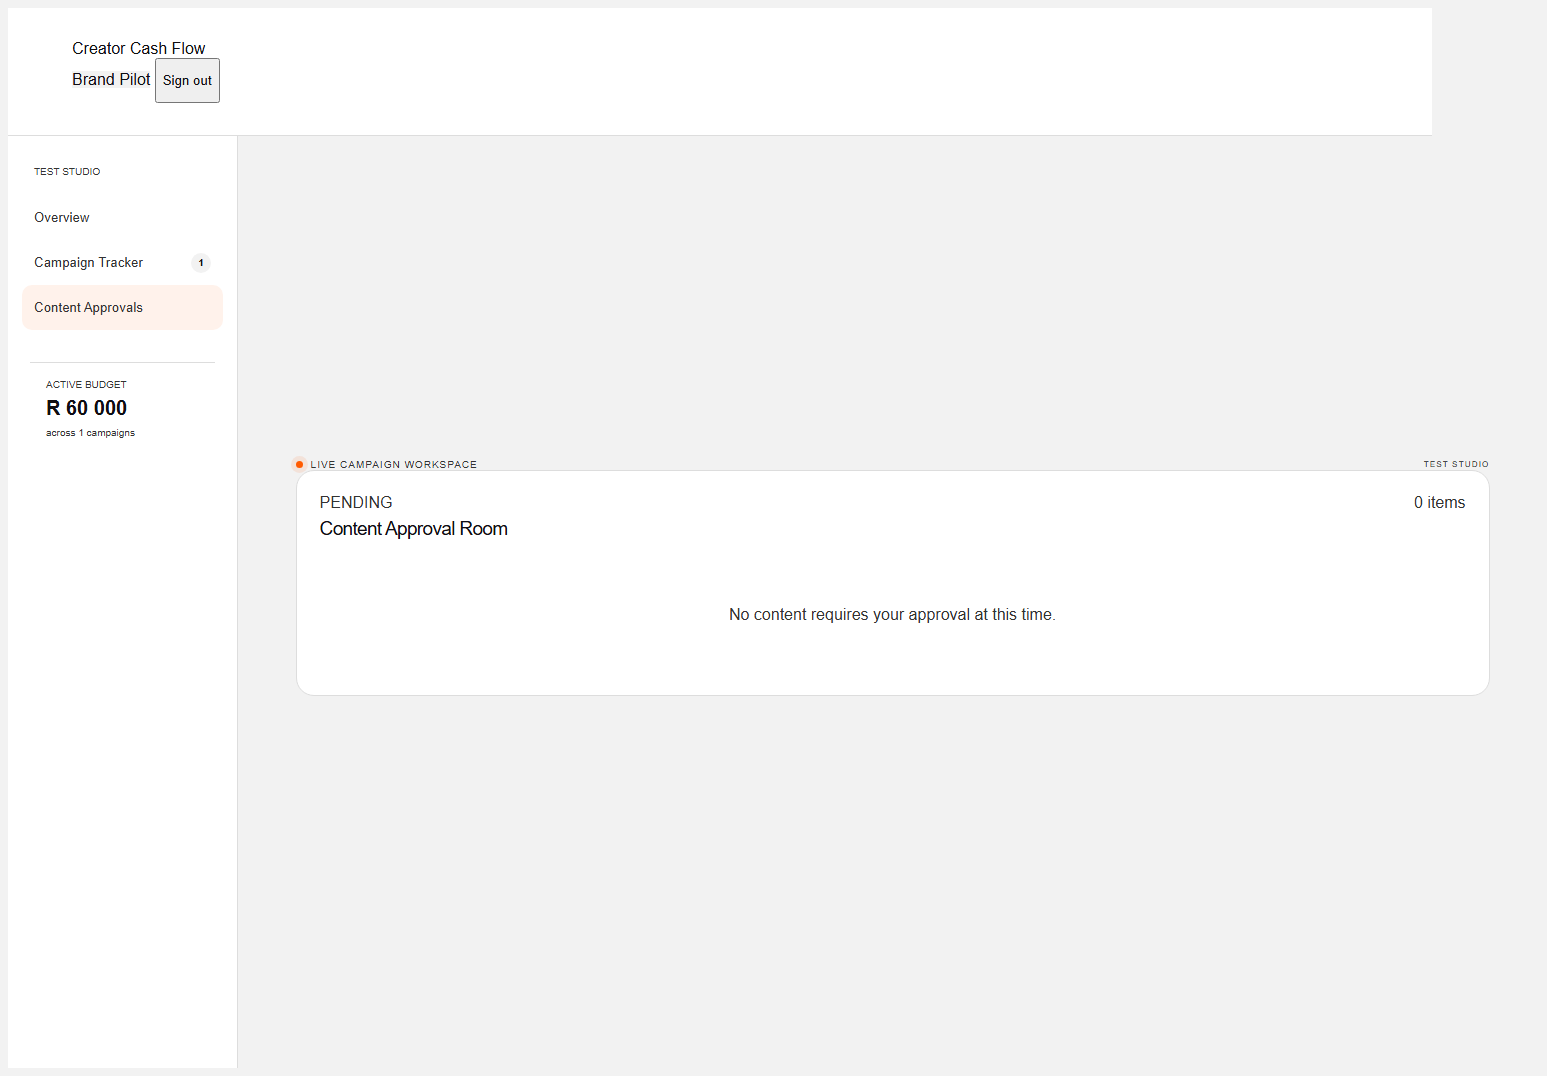 Creator Cash Flow
Brand Pilot Sign out
TEST STUDIO
Overview
Campaign Tracker 1
Content Approvals
ACTIVE BUDGET
R 60 000
across 1 campaigns
LIVE CAMPAIGN WORKSPACE TEST STUDIO
PENDING 0 items
Content Approval Room
No content requires your approval at this time.